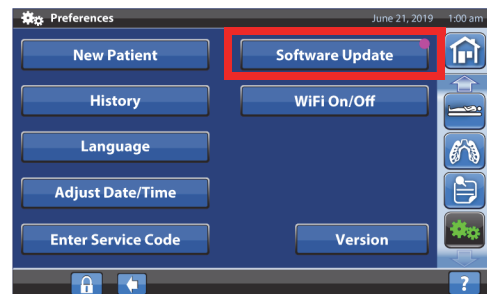 Preferences June 21, 2019 1:00 am
New Patient Software Update
History WiFi On/Off
Language
Adjust Date/Time
Enter Service Code Version
?